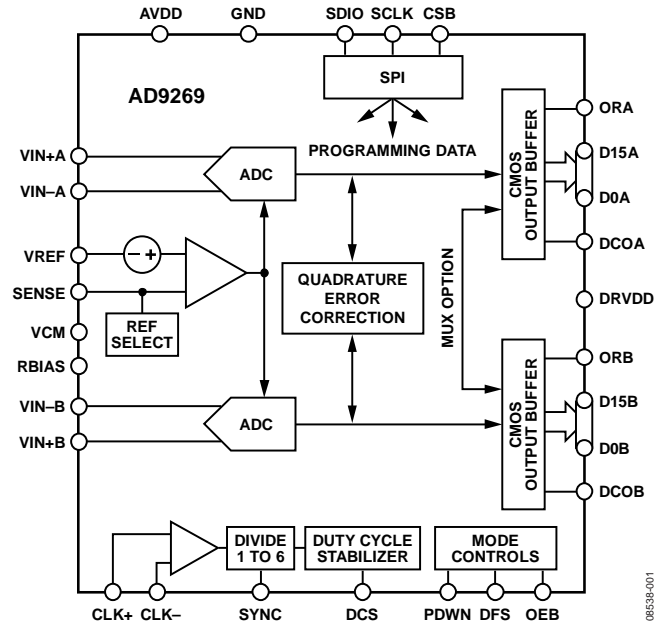 AVDD GND SDIO SCLK CSB
SPI
AD9269
PROGRAMMING DATA
ORA
D15A
D0A
DCOA
CMOS
OUTPUT BUFFER
VIN+A
VIN–A
ADC
VREF
– +
SENSE
REF
SELECT
QUADRATURE
ERROR
CORRECTION
MUX OPTION
DRVDD
VCM
RBIAS
VIN–B
VIN+B
ADC
CMOS
OUTPUT BUFFER
ORB
D15B
D0B
DCOB
DIVIDE
1 TO 6
DUTY CYCLE
STABILIZER
MODE
CONTROLS
CLK+ CLK– SYNC DCS PDWN DFS OEB
08538-001